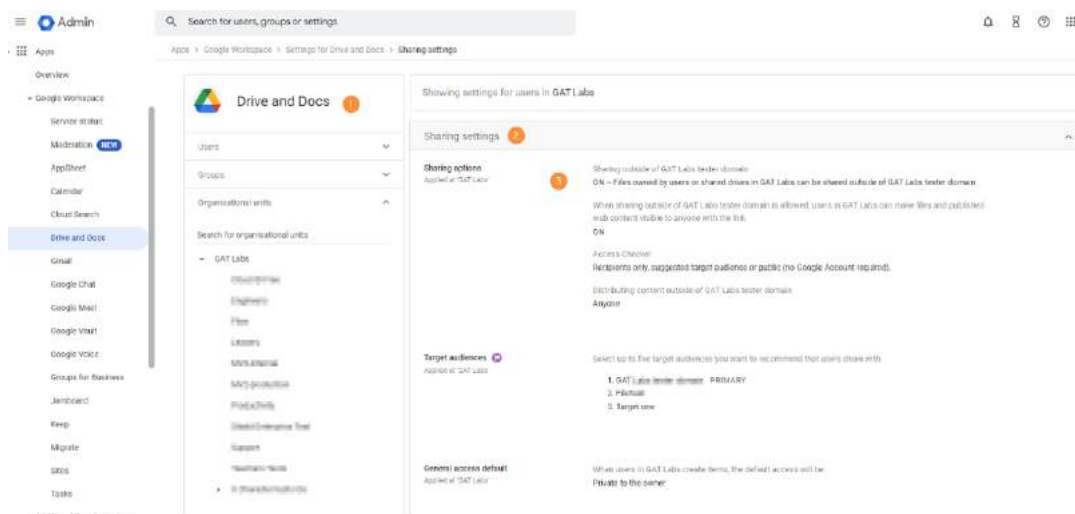 Admin
Search for users, groups or settings
Apps
Apps > Google Workspace > Settings for Drive and Docs > Sharing settings
Overview
Google Workspace
Service status
Moderation NEW
AppSheet
Calendar
Cloud Search
Drive and Docs
Gmail
Google Chat
Google Meet
Google Vault
Google Voice
Groups for Business
Jamboard
Keep
Migrate
Sites
Tasks
Drive and Docs 1
Users
Groups
Organisational units
Search for organisational units
GAT Labs
Engineers
Support
Showing settings for users in GAT Labs
Sharing settings 2
Sharing options
Applied at 'GAT Labs'
3
Sharing outside of GAT Labs tester domain
ON – Files owned by users or shared drives in GAT Labs can be shared outside of GAT Labs tester domain
When sharing outside of GAT Labs tester domain is allowed, users in GAT Labs can make files and published
web content visible to anyone with the link
ON
Access Checker
Recipients only, suggested target audience or public (no Google Account required).
Distributing content outside of GAT Labs tester domain
Anyone
Target audiences
Applied at 'GAT Labs'
Select up to five target audiences you want to recommend that users share with
1. GAT Labs tester domain PRIMARY
2.
3. Target one
General access default
Applied at 'GAT Labs'
When users in GAT Labs create items, the default access will be
Private to the owner